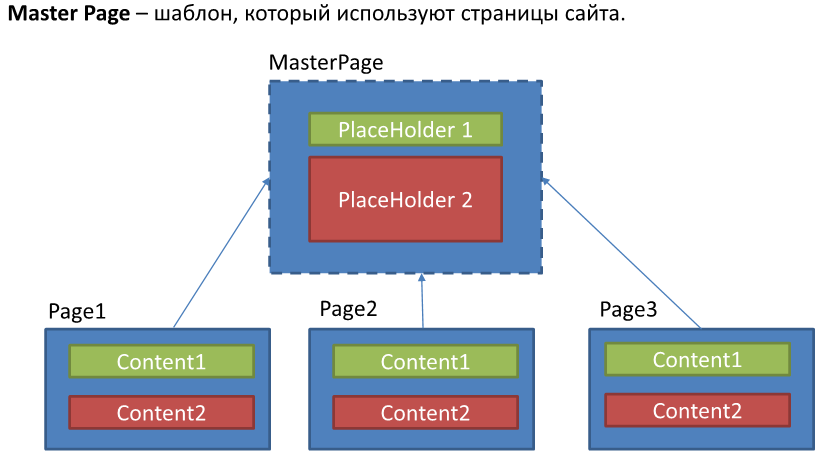 Master Page – шаблон, который используют страницы сайта.
MasterPage
PlaceHolder 1
PlaceHolder 2
Page1
Page2
Page3
Content1
Content1
Content1
Content2
Content2
Content2